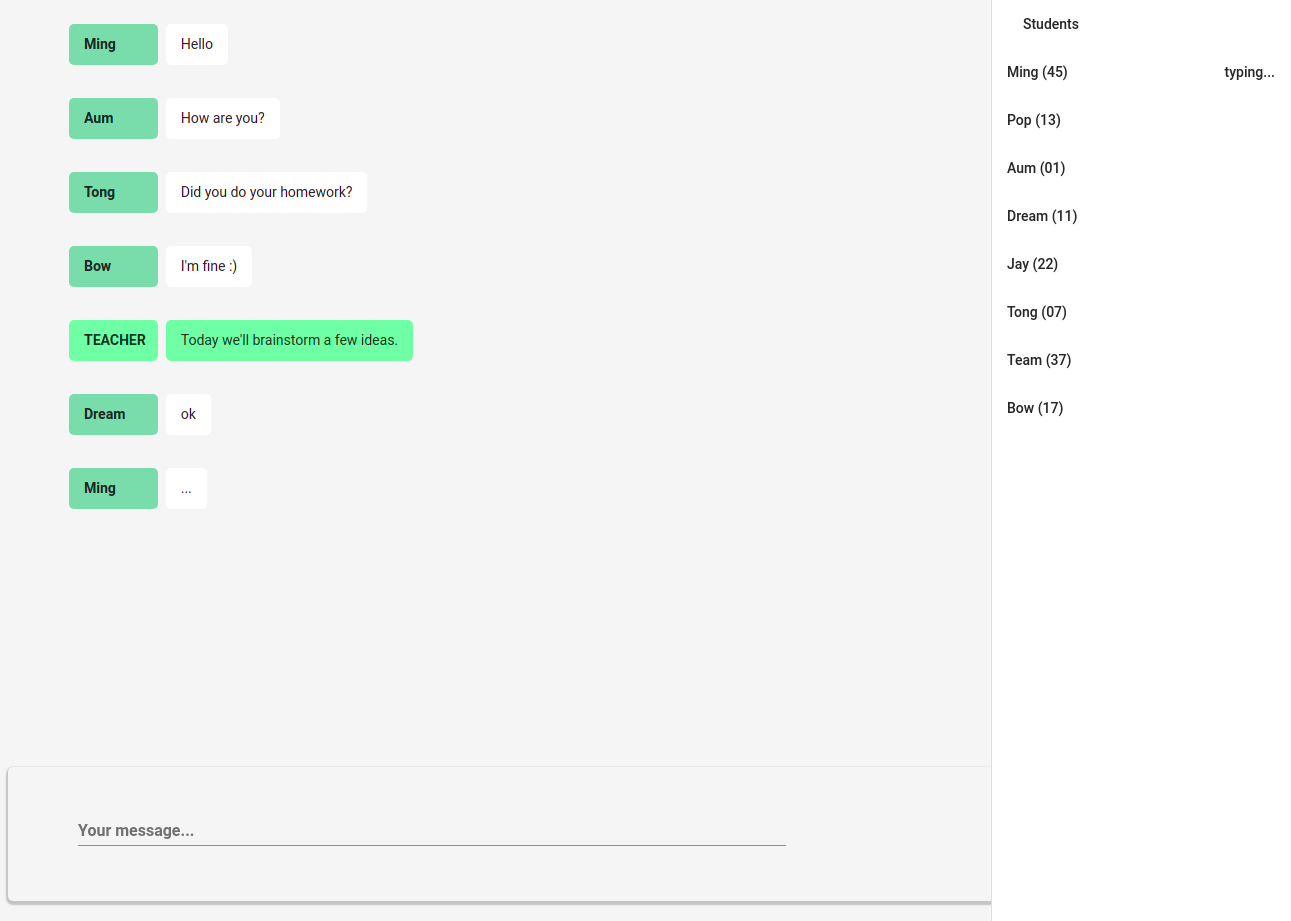 Ming Hello
Aum How are you?
Tong Did you do your homework?
Bow I'm fine :)
TEACHER Today we'll brainstorm a few ideas.
Dream ok
Ming ...
Your message...
Students
Ming (45) typing...
Pop (13)
Aum (01)
Dream (11)
Jay (22)
Tong (07)
Team (37)
Bow (17)